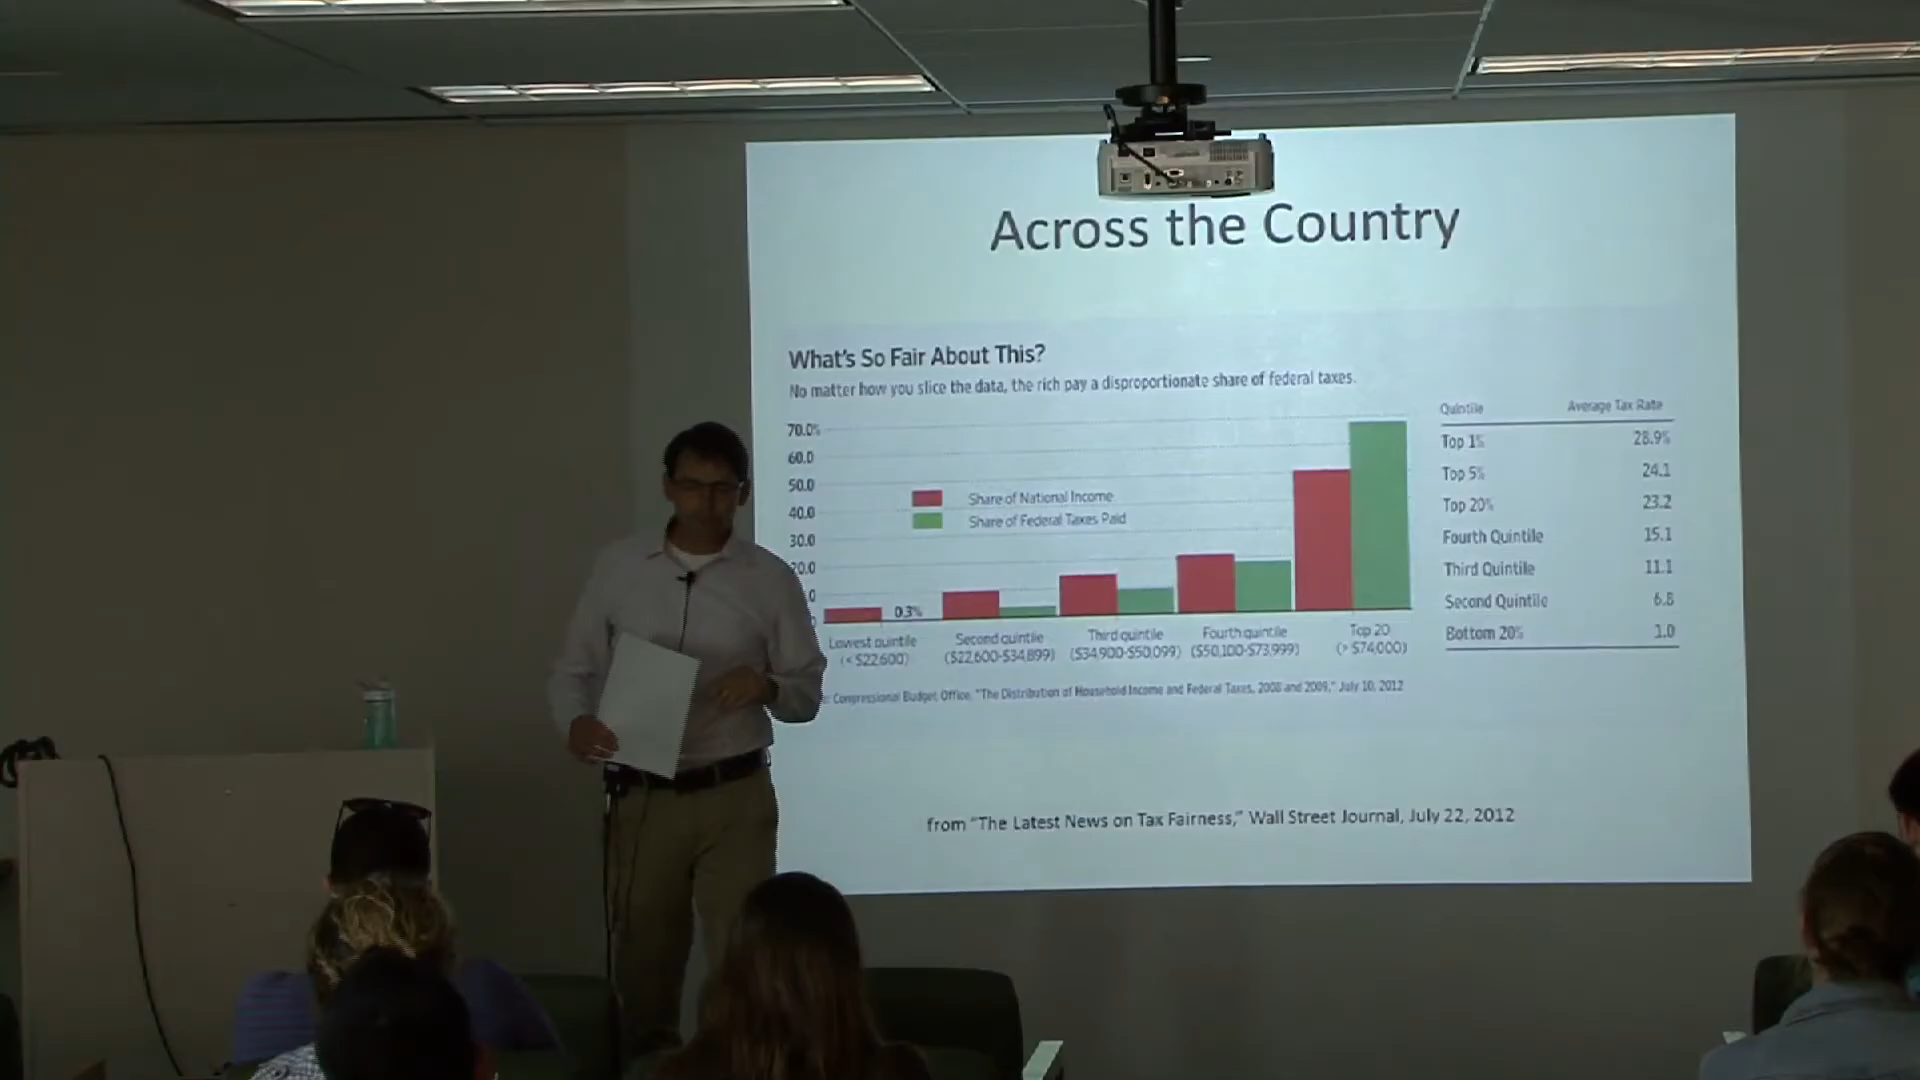 Across the Country
What's So Fair About This?
No matter how you slice the data, the rich pay a disproportionate share of federal taxes.
70.0%
60.0
50.0
40.0
30.0
20.0
0
Share of National Income
Share of Federal Taxes Paid
0.3%
Lowest quintile
(< $22,600)
Second quintile
($22,600-$34,899)
Third quintile
($34,900-$50,099)
Fourth quintile
($50,100-$73,999)
Top 20
(> $74,000)
: Congressional Budget Office, "The Distribution of Household Income and Federal Taxes, 2008 and 2009," July 10, 2012
Quintile Average Tax Rate
Top 1% 28.9%
Top 5% 24.1
Top 20% 23.2
Fourth Quintile 15.1
Third Quintile 11.1
Second Quintile 6.8
Bottom 20% 1.0
from "The Latest News on Tax Fairness," Wall Street Journal, July 22, 2012